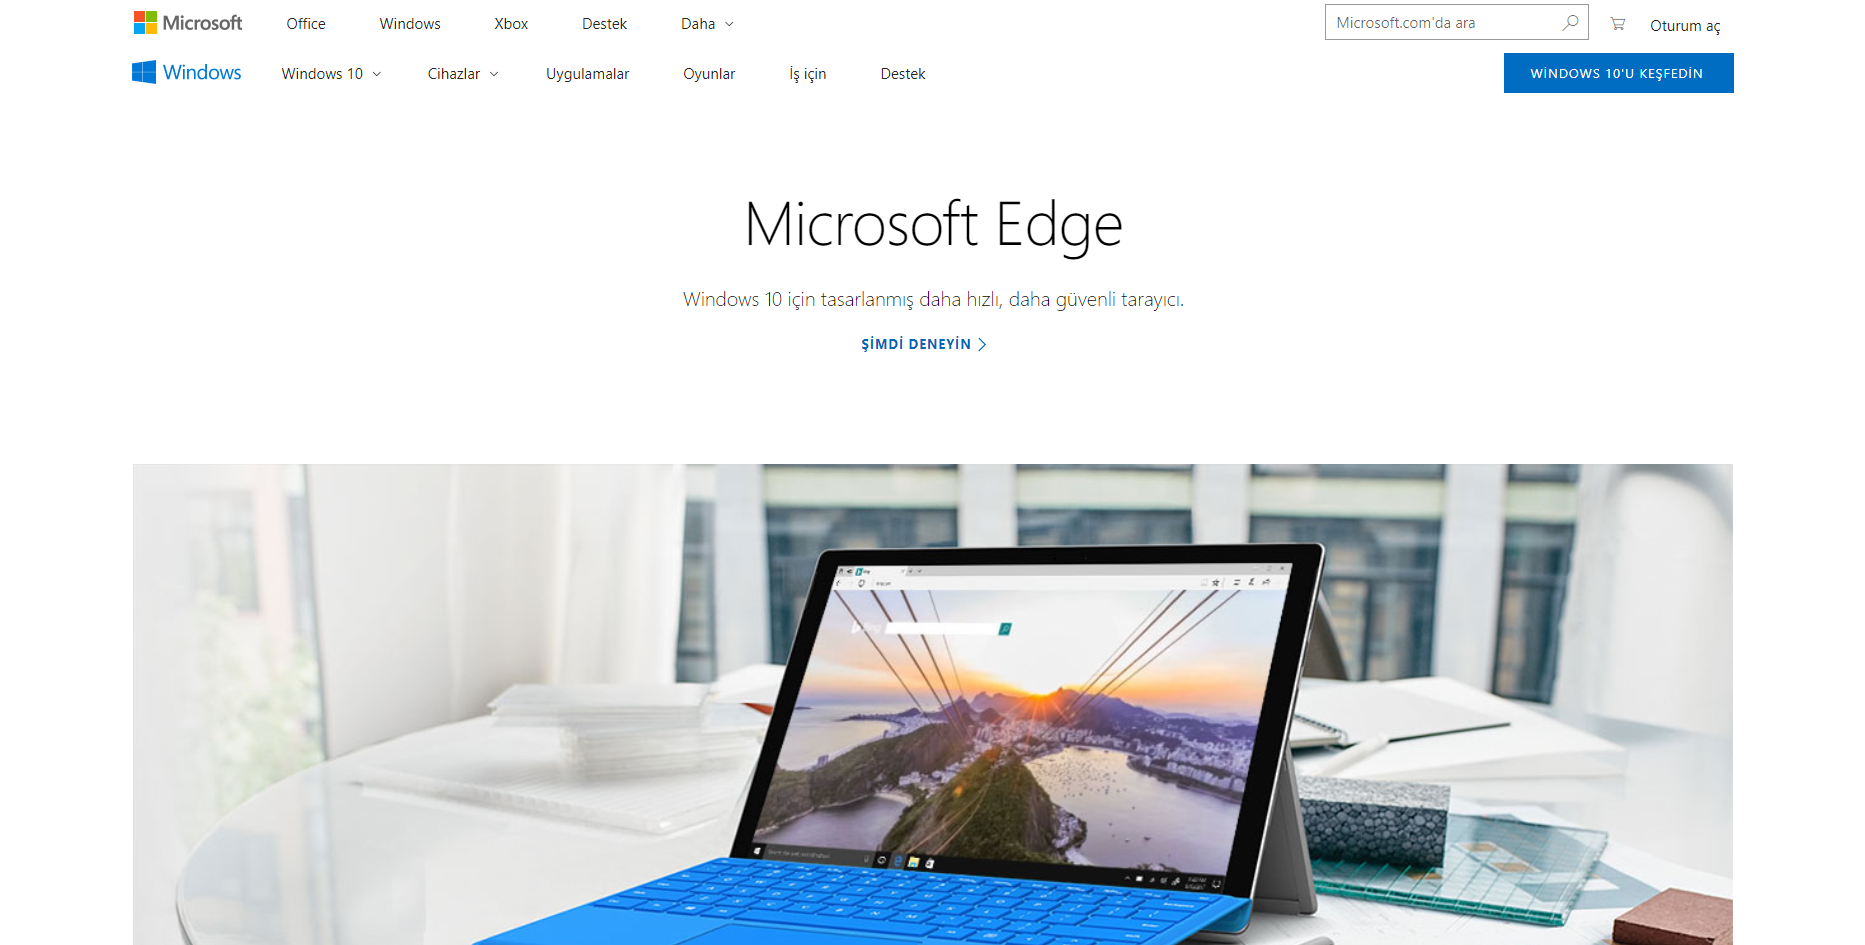 Microsoft Office Windows Xbox Destek Daha Microsoft.com'da ara Oturum aç
Windows Windows 10 Cihazlar Uygulamalar Oyunlar İş için Destek WİNDOWS 10'U KEŞFEDİN
Microsoft Edge
Windows 10 için tasarlanmış daha hızlı, daha güvenli tarayıcı.
ŞİMDİ DENEYİN
bing